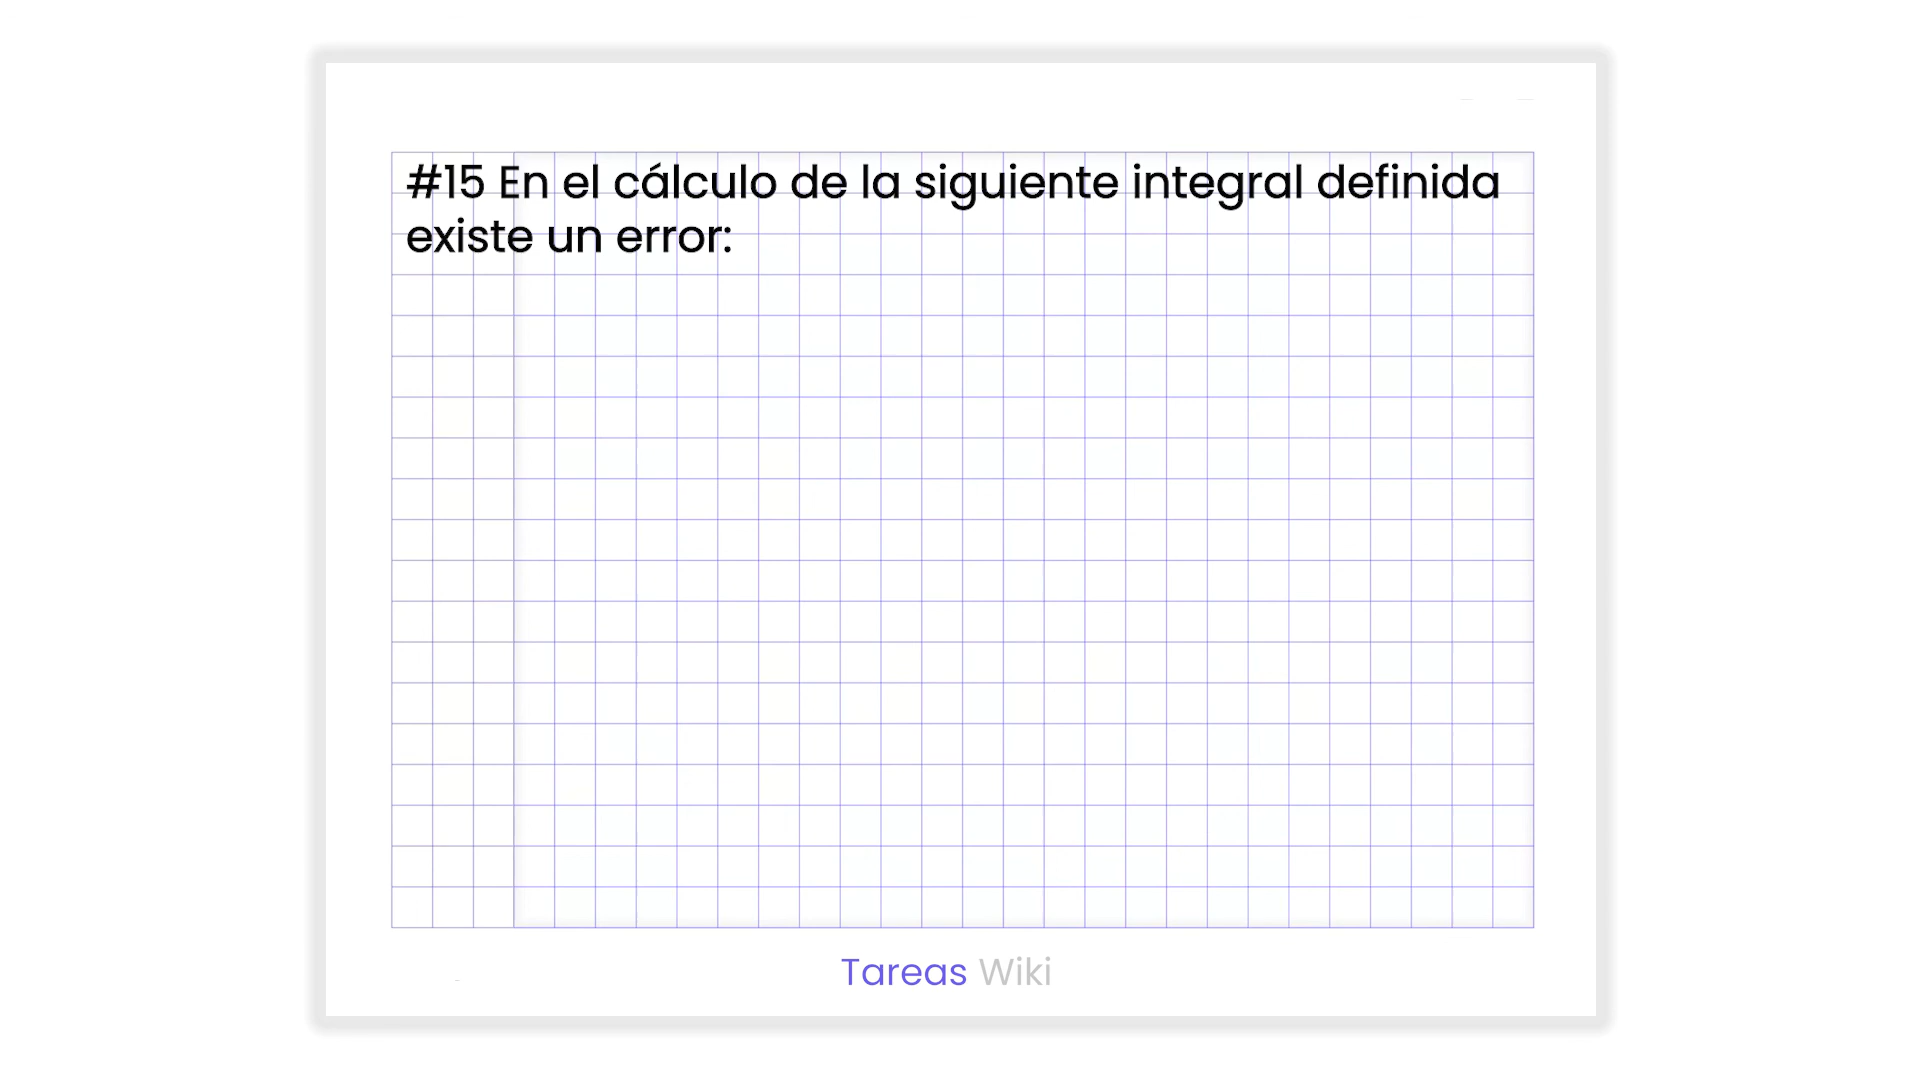 #15 En el cálculo de la siguiente integral definida
existe un error:
Tareas Wiki